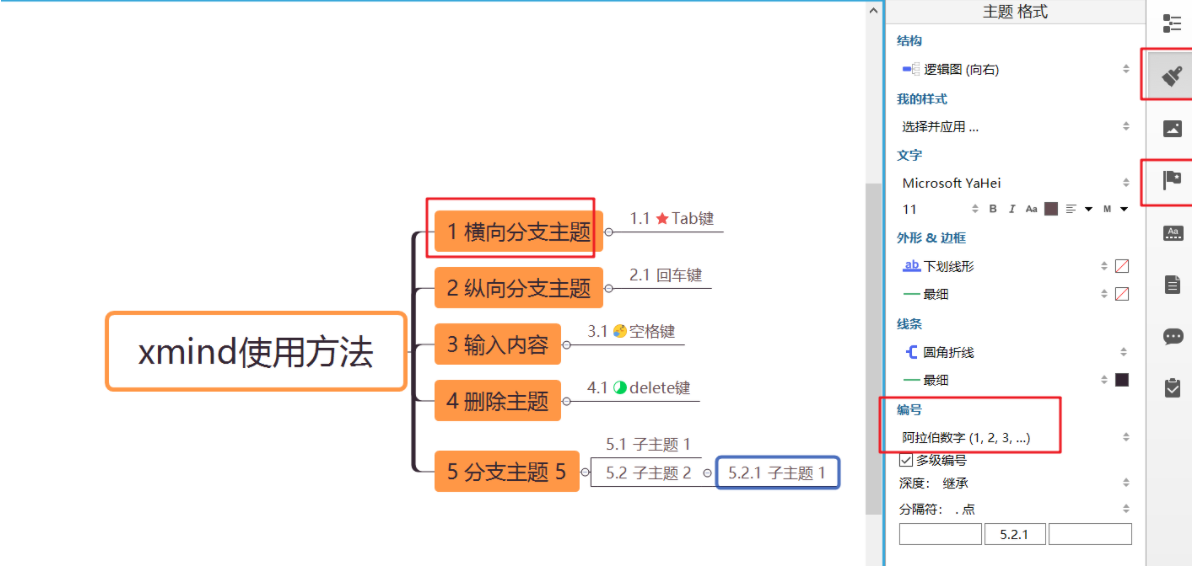 xmind使用方法
1 横向分支主题
1.1 Tab键
2 纵向分支主题
2.1 回车键
3 输入内容
3.1 空格键
4 删除主题
4.1 delete键
5 分支主题 5
5.1 子主题 1
5.2 子主题 2
5.2.1 子主题 1
主题 格式
结构
逻辑图 (向右)
我的样式
选择并应用 ...
文字
Microsoft YaHei
11 B I Aa M
外形 & 边框
ab 下划线形
最细
线条
圆角折线
最细
编号
阿拉伯数字 (1, 2, 3, ...)
多级编号
深度： 继承
分隔符： . 点
5.2.1
Aa